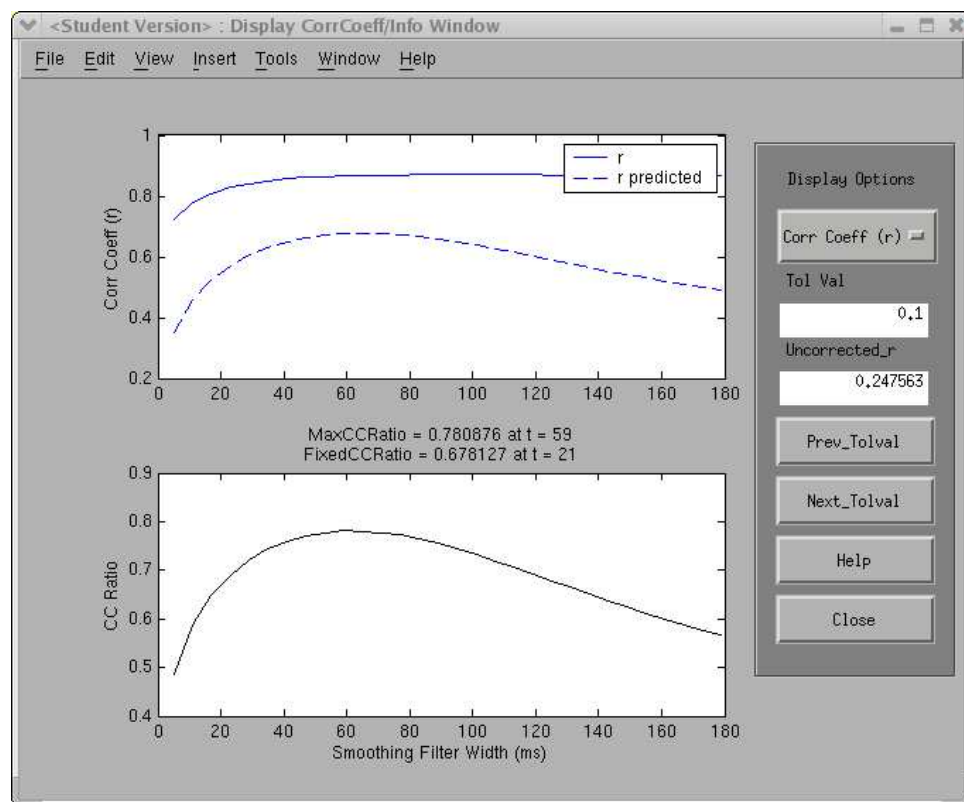 <Student Version> : Display CorrCoeff/Info Window
File Edit View Insert Tools Window Help
1
0.8
0.6
0.4
0.2
Corr Coeff (r)
r
r predicted
0 20 40 60 80 100 120 140 160 180
MaxCCRatio = 0.780876 at t = 59
FixedCCRatio = 0.678127 at t = 21
0.9
0.8
0.7
0.6
0.5
0.4
CC Ratio
0 20 40 60 80 100 120 140 160 180
Smoothing Filter Width (ms)
Display Options
Corr Coeff (r)
Tol Val
0.1
Uncorrected_r
0.247563
Prev_Tolval
Next_Tolval
Help
Close